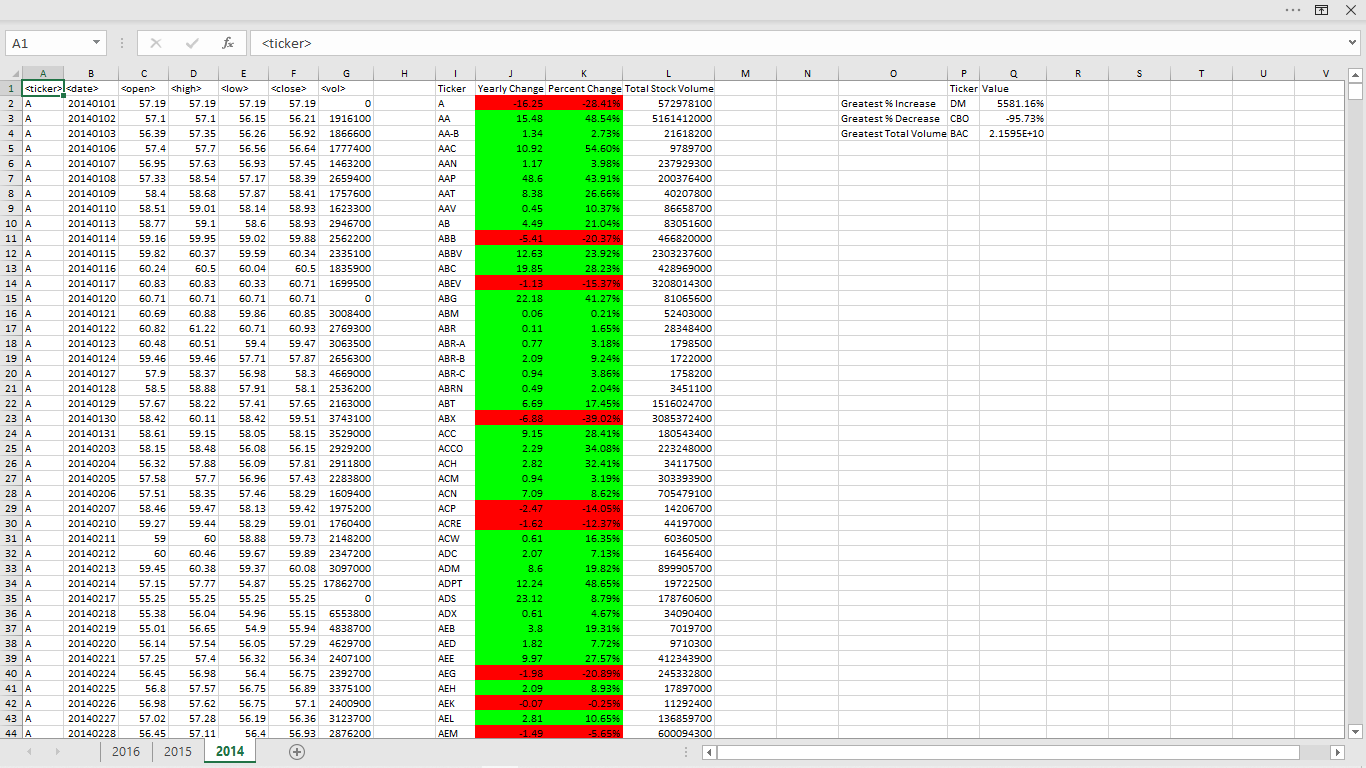 A1 fx <ticker>
A B C D E F G H I J K L M N O P Q R S T U V
1 <ticker> <date> <open> <high> <low> <close> <vol> Ticker Yearly Change Percent Change Total Stock Volume Ticker Value
2 A 20140101 57.19 57.19 57.19 57.19 0 A -16.25 -28.41% 572978100 Greatest % Increase DM 5581.16%
3 A 20140102 57.1 57.1 56.15 56.21 1916100 AA 15.48 48.54% 5161412000 Greatest % Decrease CBO -95.73%
4 A 20140103 56.39 57.35 56.26 56.92 1866600 AA-B 1.34 2.73% 21618200 Greatest Total Volume BAC 2.1595E+10
5 A 20140106 57.4 57.7 56.56 56.64 1777400 AAC 10.92 54.60% 9789700
6 A 20140107 56.95 57.63 56.93 57.45 1463200 AAN 1.17 3.98% 237929300
7 A 20140108 57.33 58.54 57.17 58.39 2659400 AAP 48.6 43.91% 200376400
8 A 20140109 58.4 58.68 57.87 58.41 1757600 AAT 8.38 26.66% 40207800
9 A 20140110 58.51 59.01 58.14 58.93 1623300 AAV 0.45 10.37% 86658700
10 A 20140113 58.77 59.1 58.6 58.93 2946700 AB 4.49 21.04% 83051600
11 A 20140114 59.16 59.95 59.02 59.88 2562200 ABB -5.41 -20.37% 466820000
12 A 20140115 59.82 60.37 59.59 60.34 2335100 ABBV 12.63 23.92% 2303237600
13 A 20140116 60.24 60.5 60.04 60.5 1835900 ABC 19.85 28.23% 428969000
14 A 20140117 60.83 60.83 60.33 60.71 1699500 ABEV -1.13 -15.37% 3208014300
15 A 20140120 60.71 60.71 60.71 60.71 0 ABG 22.18 41.27% 81065600
16 A 20140121 60.69 60.88 59.86 60.85 3008400 ABM 0.06 0.21% 52403000
17 A 20140122 60.82 61.22 60.71 60.93 2769300 ABR 0.11 1.65% 28348400
18 A 20140123 60.48 60.51 59.4 59.47 3063500 ABR-A 0.77 3.18% 1798500
19 A 20140124 59.46 59.46 57.71 57.87 2656300 ABR-B 2.09 9.24% 1722000
20 A 20140127 57.9 58.37 56.98 58.3 4669000 ABR-C 0.94 3.86% 1758200
21 A 20140128 58.5 58.88 57.91 58.1 2536200 ABRN 0.49 2.04% 3451100
22 A 20140129 57.67 58.22 57.41 57.65 2163000 ABT 6.69 17.45% 1516024700
23 A 20140130 58.42 60.11 58.42 59.51 3743100 ABX -6.88 -39.02% 3085372400
24 A 20140131 58.61 59.15 58.05 58.15 3529000 ACC 9.15 28.41% 180543400
25 A 20140203 58.15 58.48 56.08 56.15 2929200 ACCO 2.29 34.08% 223248000
26 A 20140204 56.32 57.88 56.09 57.81 2911800 ACH 2.82 32.41% 34117500
27 A 20140205 57.58 57.7 56.96 57.43 2283800 ACM 0.94 3.19% 303393900
28 A 20140206 57.51 58.35 57.46 58.29 1609400 ACN 7.09 8.62% 705479100
29 A 20140207 58.46 59.47 58.13 59.42 1975200 ACP -2.47 -14.05% 14206700
30 A 20140210 59.27 59.44 58.29 59.01 1760400 ACRE -1.62 -12.37% 44197000
31 A 20140211 59 60 58.88 59.73 2148200 ACW 0.61 16.35% 60360500
32 A 20140212 60 60.46 59.67 59.89 2347200 ADC 2.07 7.13% 16456400
33 A 20140213 59.45 60.38 59.37 60.08 3097000 ADM 8.6 19.82% 899905700
34 A 20140214 57.15 57.77 54.87 55.25 17862700 ADPT 12.24 48.65% 19722500
35 A 20140217 55.25 55.25 55.25 55.25 0 ADS 23.12 8.79% 178760600
36 A 20140218 55.38 56.04 54.96 55.15 6553800 ADX 0.61 4.67% 34090400
37 A 20140219 55.01 56.65 54.9 55.94 4838700 AEB 3.8 19.31% 7019700
38 A 20140220 56.14 57.54 56.05 57.29 4629700 AED 1.82 7.72% 9710300
39 A 20140221 57.25 57.4 56.32 56.34 2407100 AEE 9.97 27.57% 412343900
40 A 20140224 56.45 56.98 56.4 56.75 2392700 AEG -1.98 -20.89% 245332800
41 A 20140225 56.8 57.57 56.75 56.89 3375100 AEH 2.09 8.93% 17897000
42 A 20140226 56.98 57.62 56.75 57.1 2400900 AEK -0.07 -0.25% 11292400
43 A 20140227 57.02 57.28 56.19 56.36 3123700 AEL 2.81 10.65% 136859700
44 A 20140228 56.45 57.11 56.4 56.93 2876200 AEM -1.49 -5.65% 600094300
2016 2015 2014